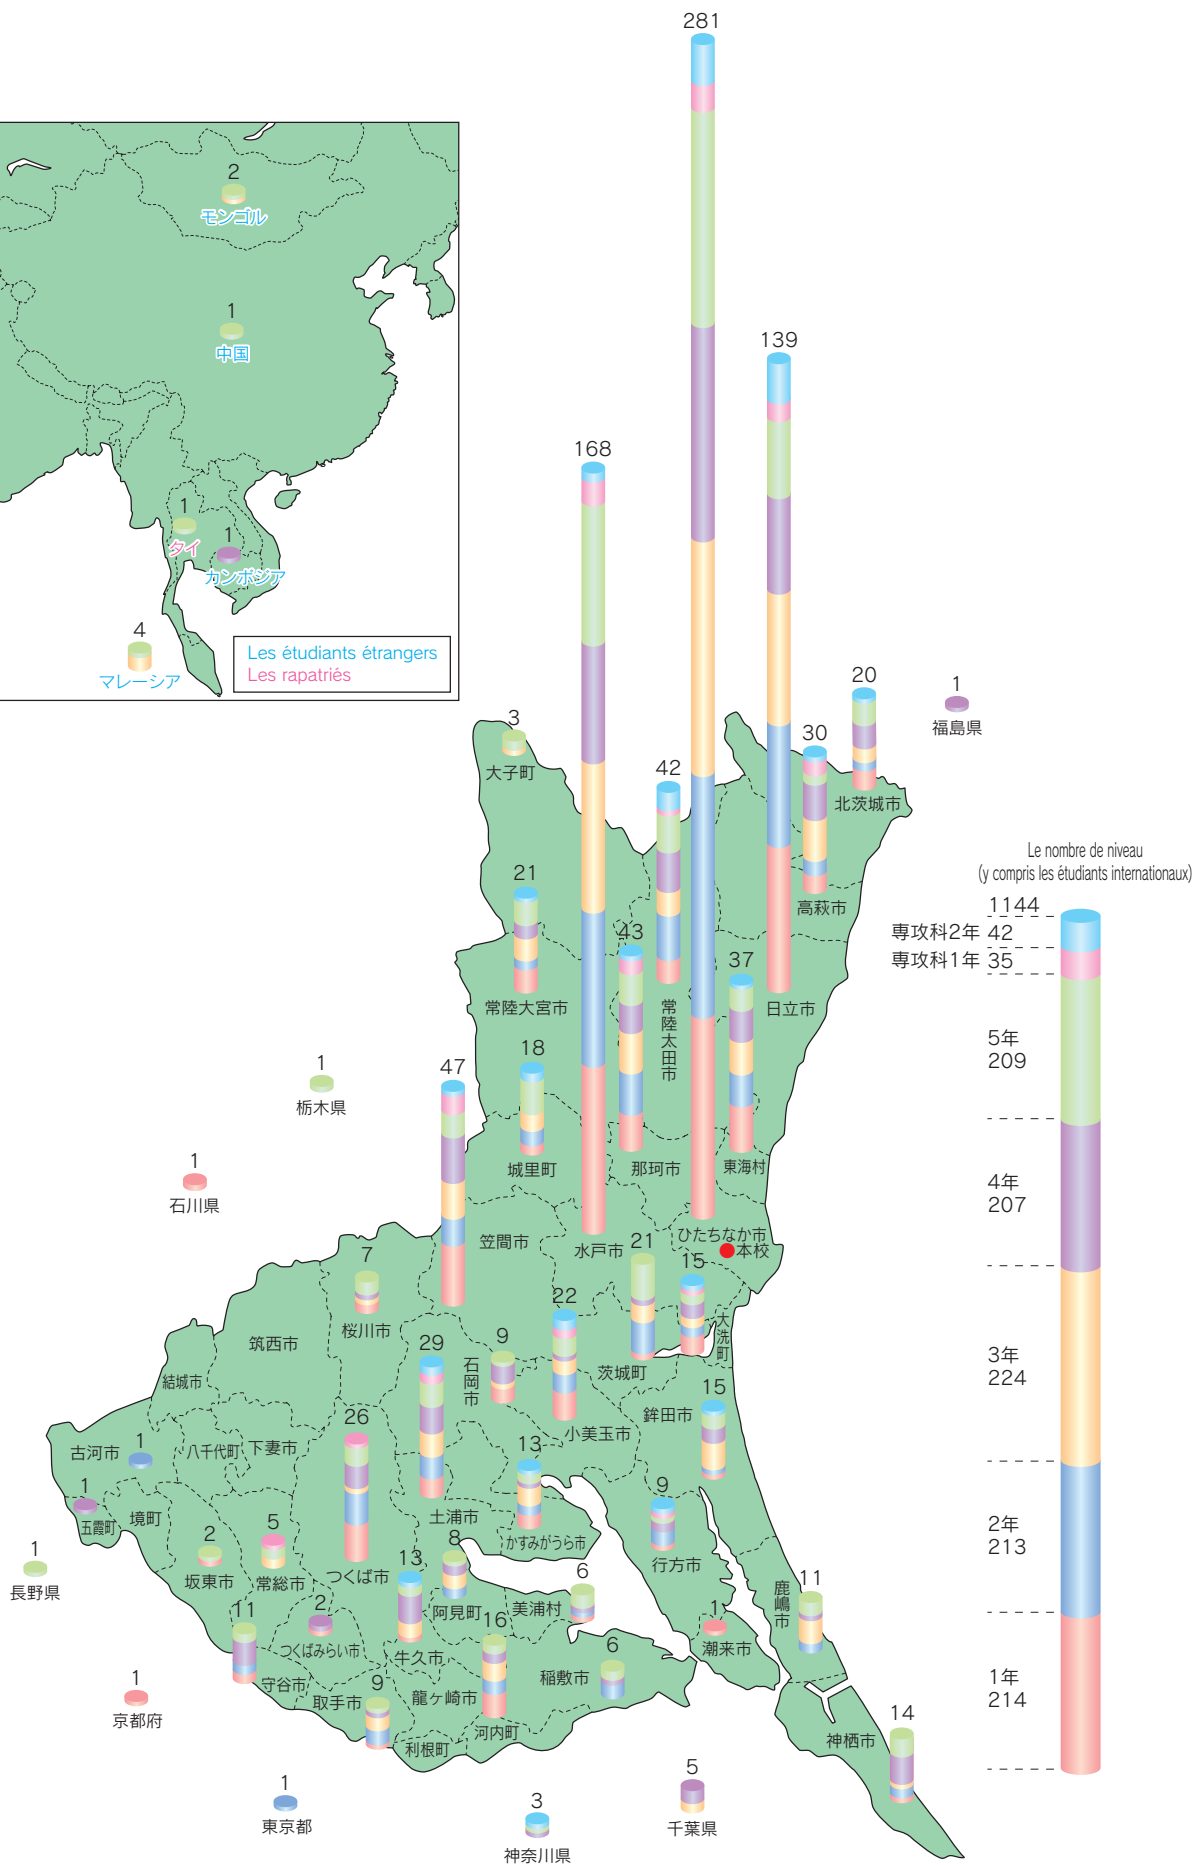 281
2
モンゴル
1
中国
139
168
1
タイ
1
カンボジア
4
マレーシア
Les étudiants étrangers
Les rapatriés
20
1
福島県
3
大子町
30
42
北茨城市
Le nombre de niveau
(y compris les étudiants internationaux)
21
高萩市
1144
専攻科2年 42
専攻科1年 35
43
37
常陸大宮市
常陸太田市
日立市
5年
209
18
1
栃木県
47
城里町
那珂市
東海村
1
石川県
4年
207
笠間市
水戸市
ひたちなか市
本校
7
21
15
桜川市
22
大洗町
筑西市
29
9
石岡市
茨城町
3年
224
結城市
15
鉾田市
26
小美玉市
古河市
1
八千代町
下妻市
13
1
五霞町
境町
土浦市
9
かすみがうら市
2年
213
1
長野県
2
坂東市
5
常総市
つくば市
13
8
阿見町
6
美浦村
行方市
11
鹿嶋市
11
2
つくばみらい市
牛久市
16
1
潮来市
守谷市
取手市
9
龍ヶ崎市
稲敷市
6
1年
214
1
京都府
利根町
河内町
14
神栖市
1
東京都
3
神奈川県
5
千葉県